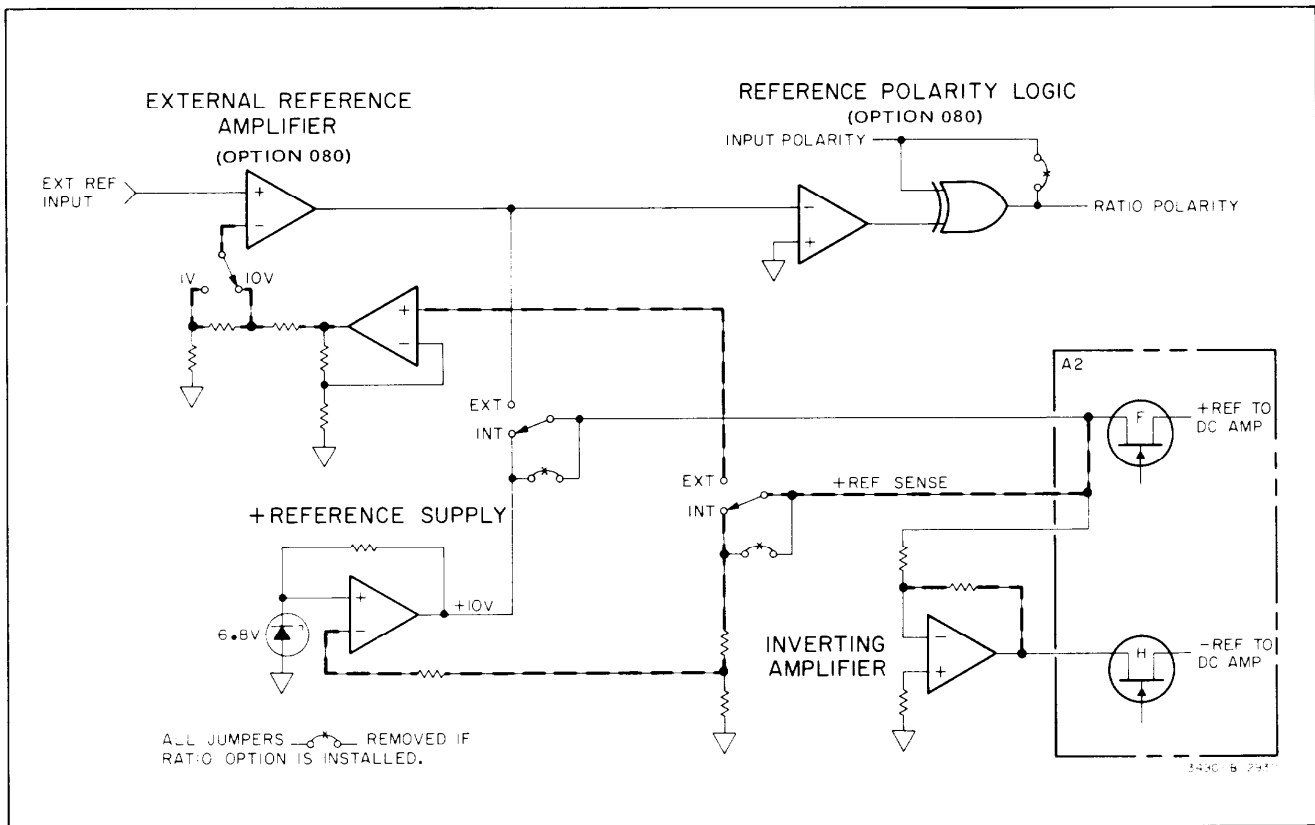 EXTERNAL REFERENCE
AMPLIFIER
(OPTION 080)
REFERENCE POLARITY LOGIC
(OPTION 080)
INPUT POLARITY
EXT REF
INPUT
+
-
-
+
RATIO POLARITY
1V
10V
+
-
A2
EXT
INT
F
+REF TO
DC AMP
EXT
INT
+REF SENSE
+REFERENCE SUPPLY
+
-
+10V
6.8V
INVERTING
AMPLIFIER
-
+
H
-REF TO
DC AMP
ALL JUMPERS REMOVED IF
RATIO OPTION IS INSTALLED.